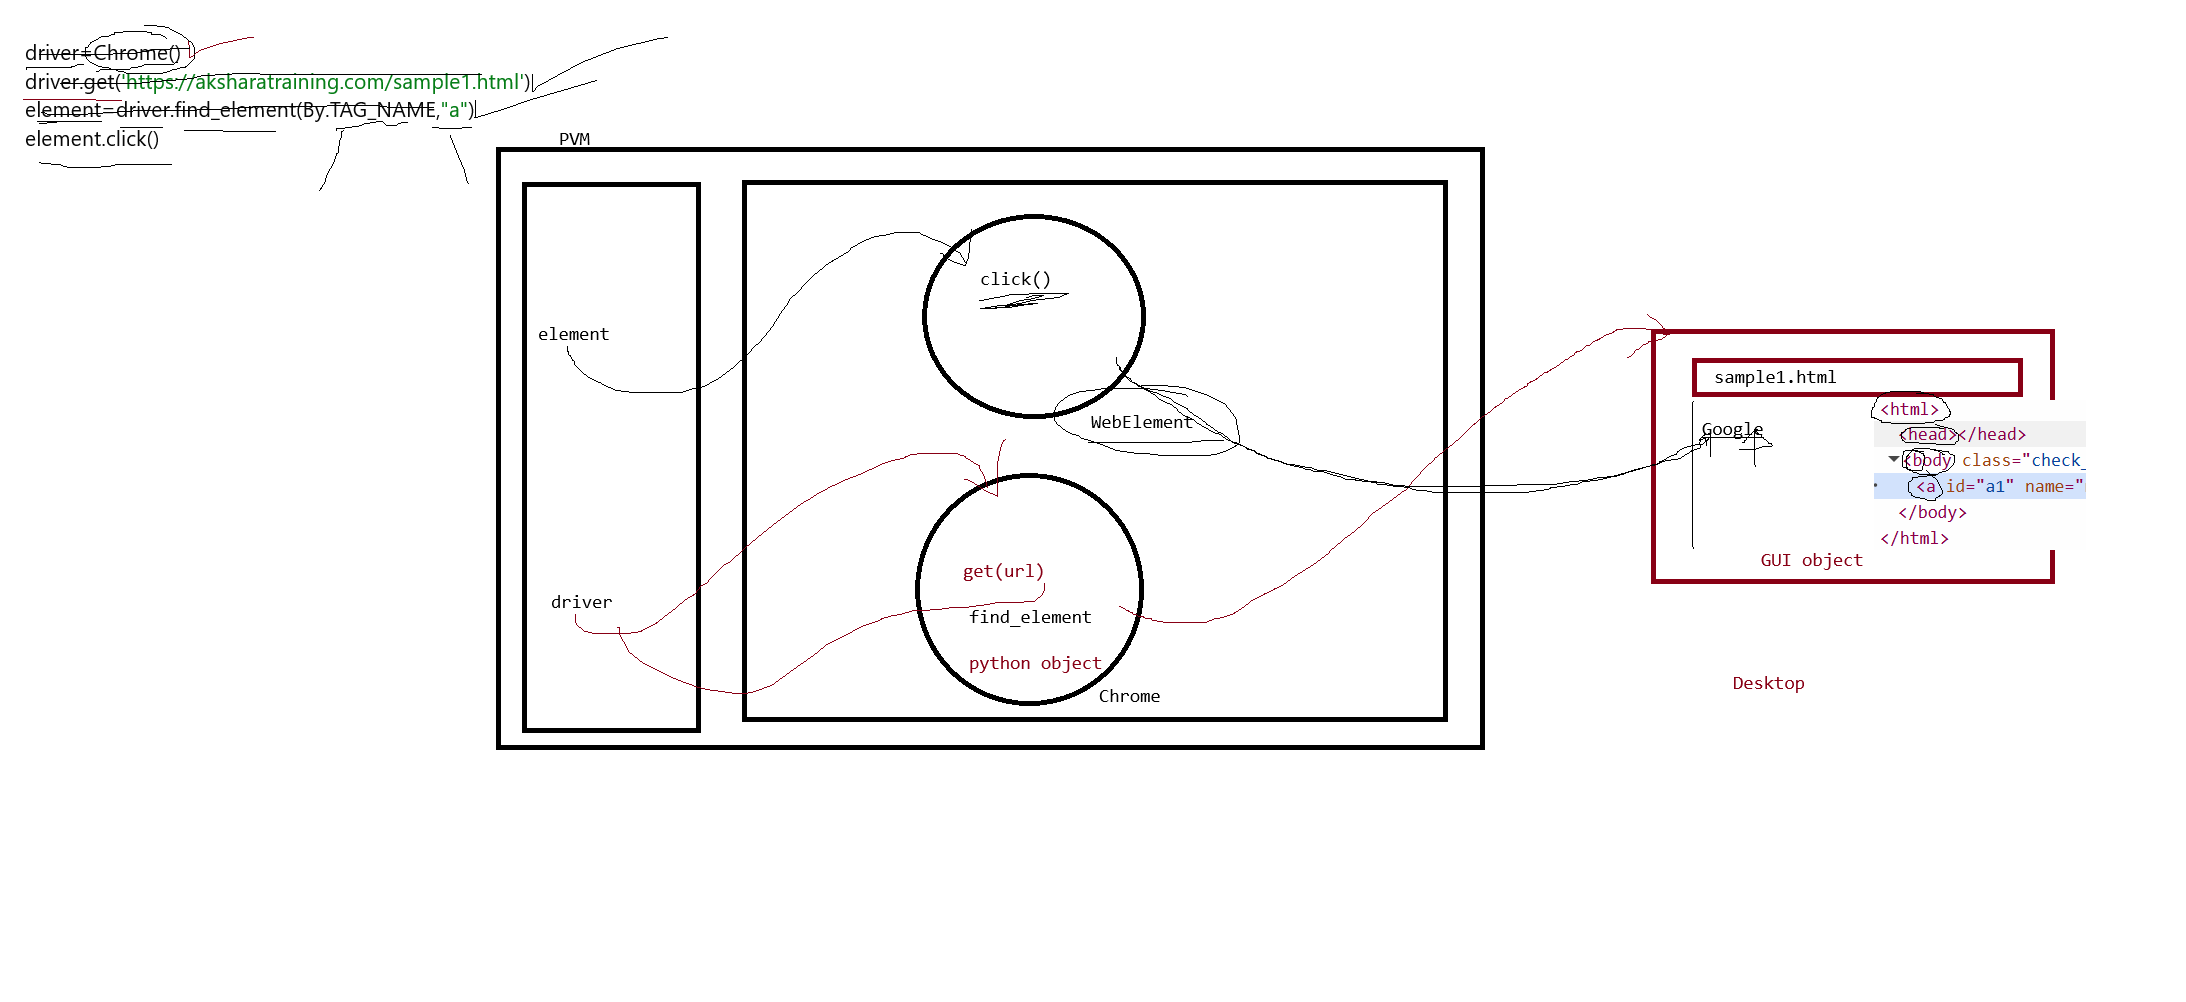 driver=Chrome()
driver.get('https://aksharatraining.com/sample1.html')
element=driver.find_element(By.TAG_NAME,"a")
element.click()
PVM
click()
element
WebElement
driver
get(url)
find_element
python object
Chrome
sample1.html
Google
<html>
<head></head>
<body class="check_
<a id="a1" name="
</body>
</html>
GUI object
Desktop